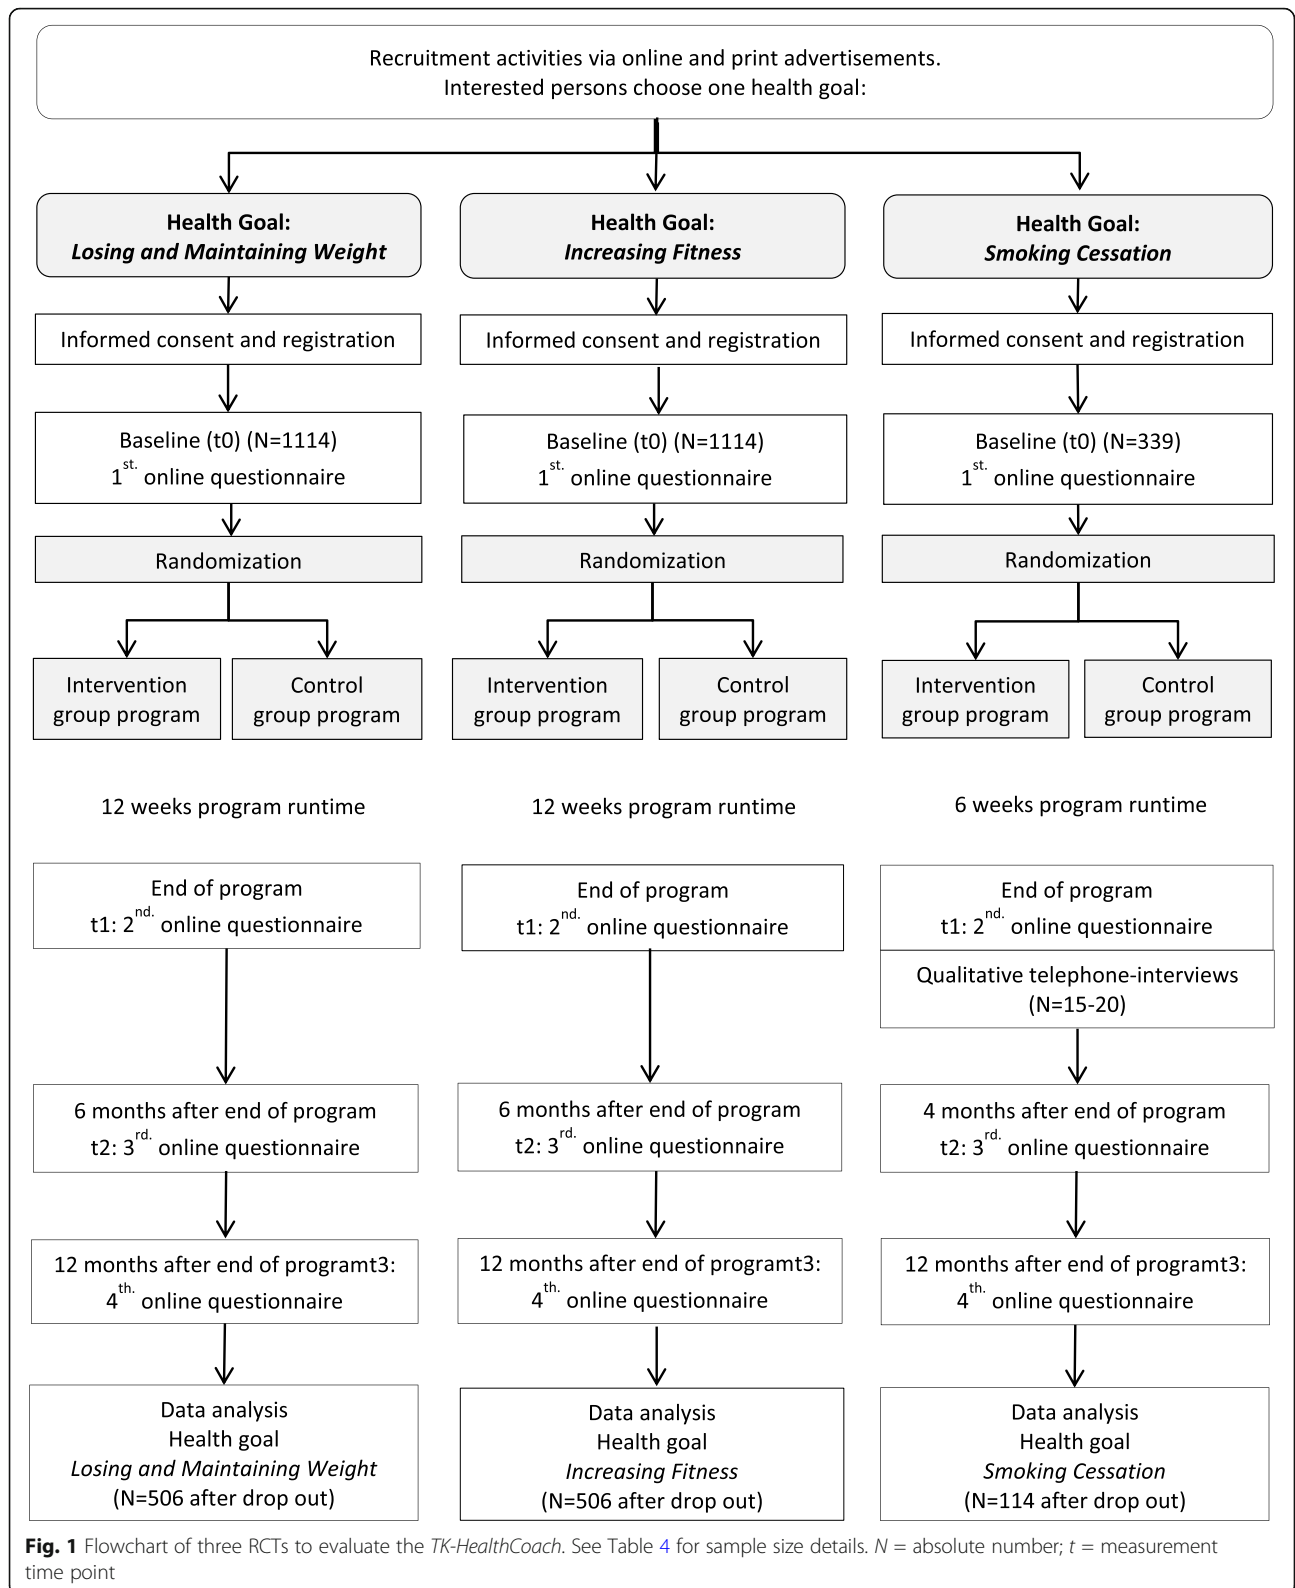 Recruitment activities via online and print advertisements.
Interested persons choose one health goal:
Health Goal:
Losing and Maintaining Weight
Health Goal:
Increasing Fitness
Health Goal:
Smoking Cessation
Informed consent and registration
Informed consent and registration
Informed consent and registration
Baseline (t0) (N=1114)
1st. online questionnaire
Baseline (t0) (N=1114)
1st. online questionnaire
Baseline (t0) (N=339)
1st. online questionnaire
Randomization
Randomization
Randomization
Intervention
group program
Control
group program
Intervention
group program
Control
group program
Intervention
group program
Control
group program
12 weeks program runtime
12 weeks program runtime
6 weeks program runtime
End of program
t1: 2nd. online questionnaire
End of program
t1: 2nd. online questionnaire
End of program
t1: 2nd. online questionnaire
Qualitative telephone-interviews
(N=15-20)
6 months after end of program
t2: 3rd. online questionnaire
6 months after end of program
t2: 3rd. online questionnaire
4 months after end of program
t2: 3rd. online questionnaire
12 months after end of programt3:
4th. online questionnaire
12 months after end of programt3:
4th. online questionnaire
12 months after end of programt3:
4th. online questionnaire
Data analysis
Health goal
Losing and Maintaining Weight
(N=506 after drop out)
Data analysis
Health goal
Increasing Fitness
(N=506 after drop out)
Data analysis
Health goal
Smoking Cessation
(N=114 after drop out)
Fig. 1 Flowchart of three RCTs to evaluate the TK-HealthCoach. See Table 4 for sample size details. N = absolute number; t = measurement
time point